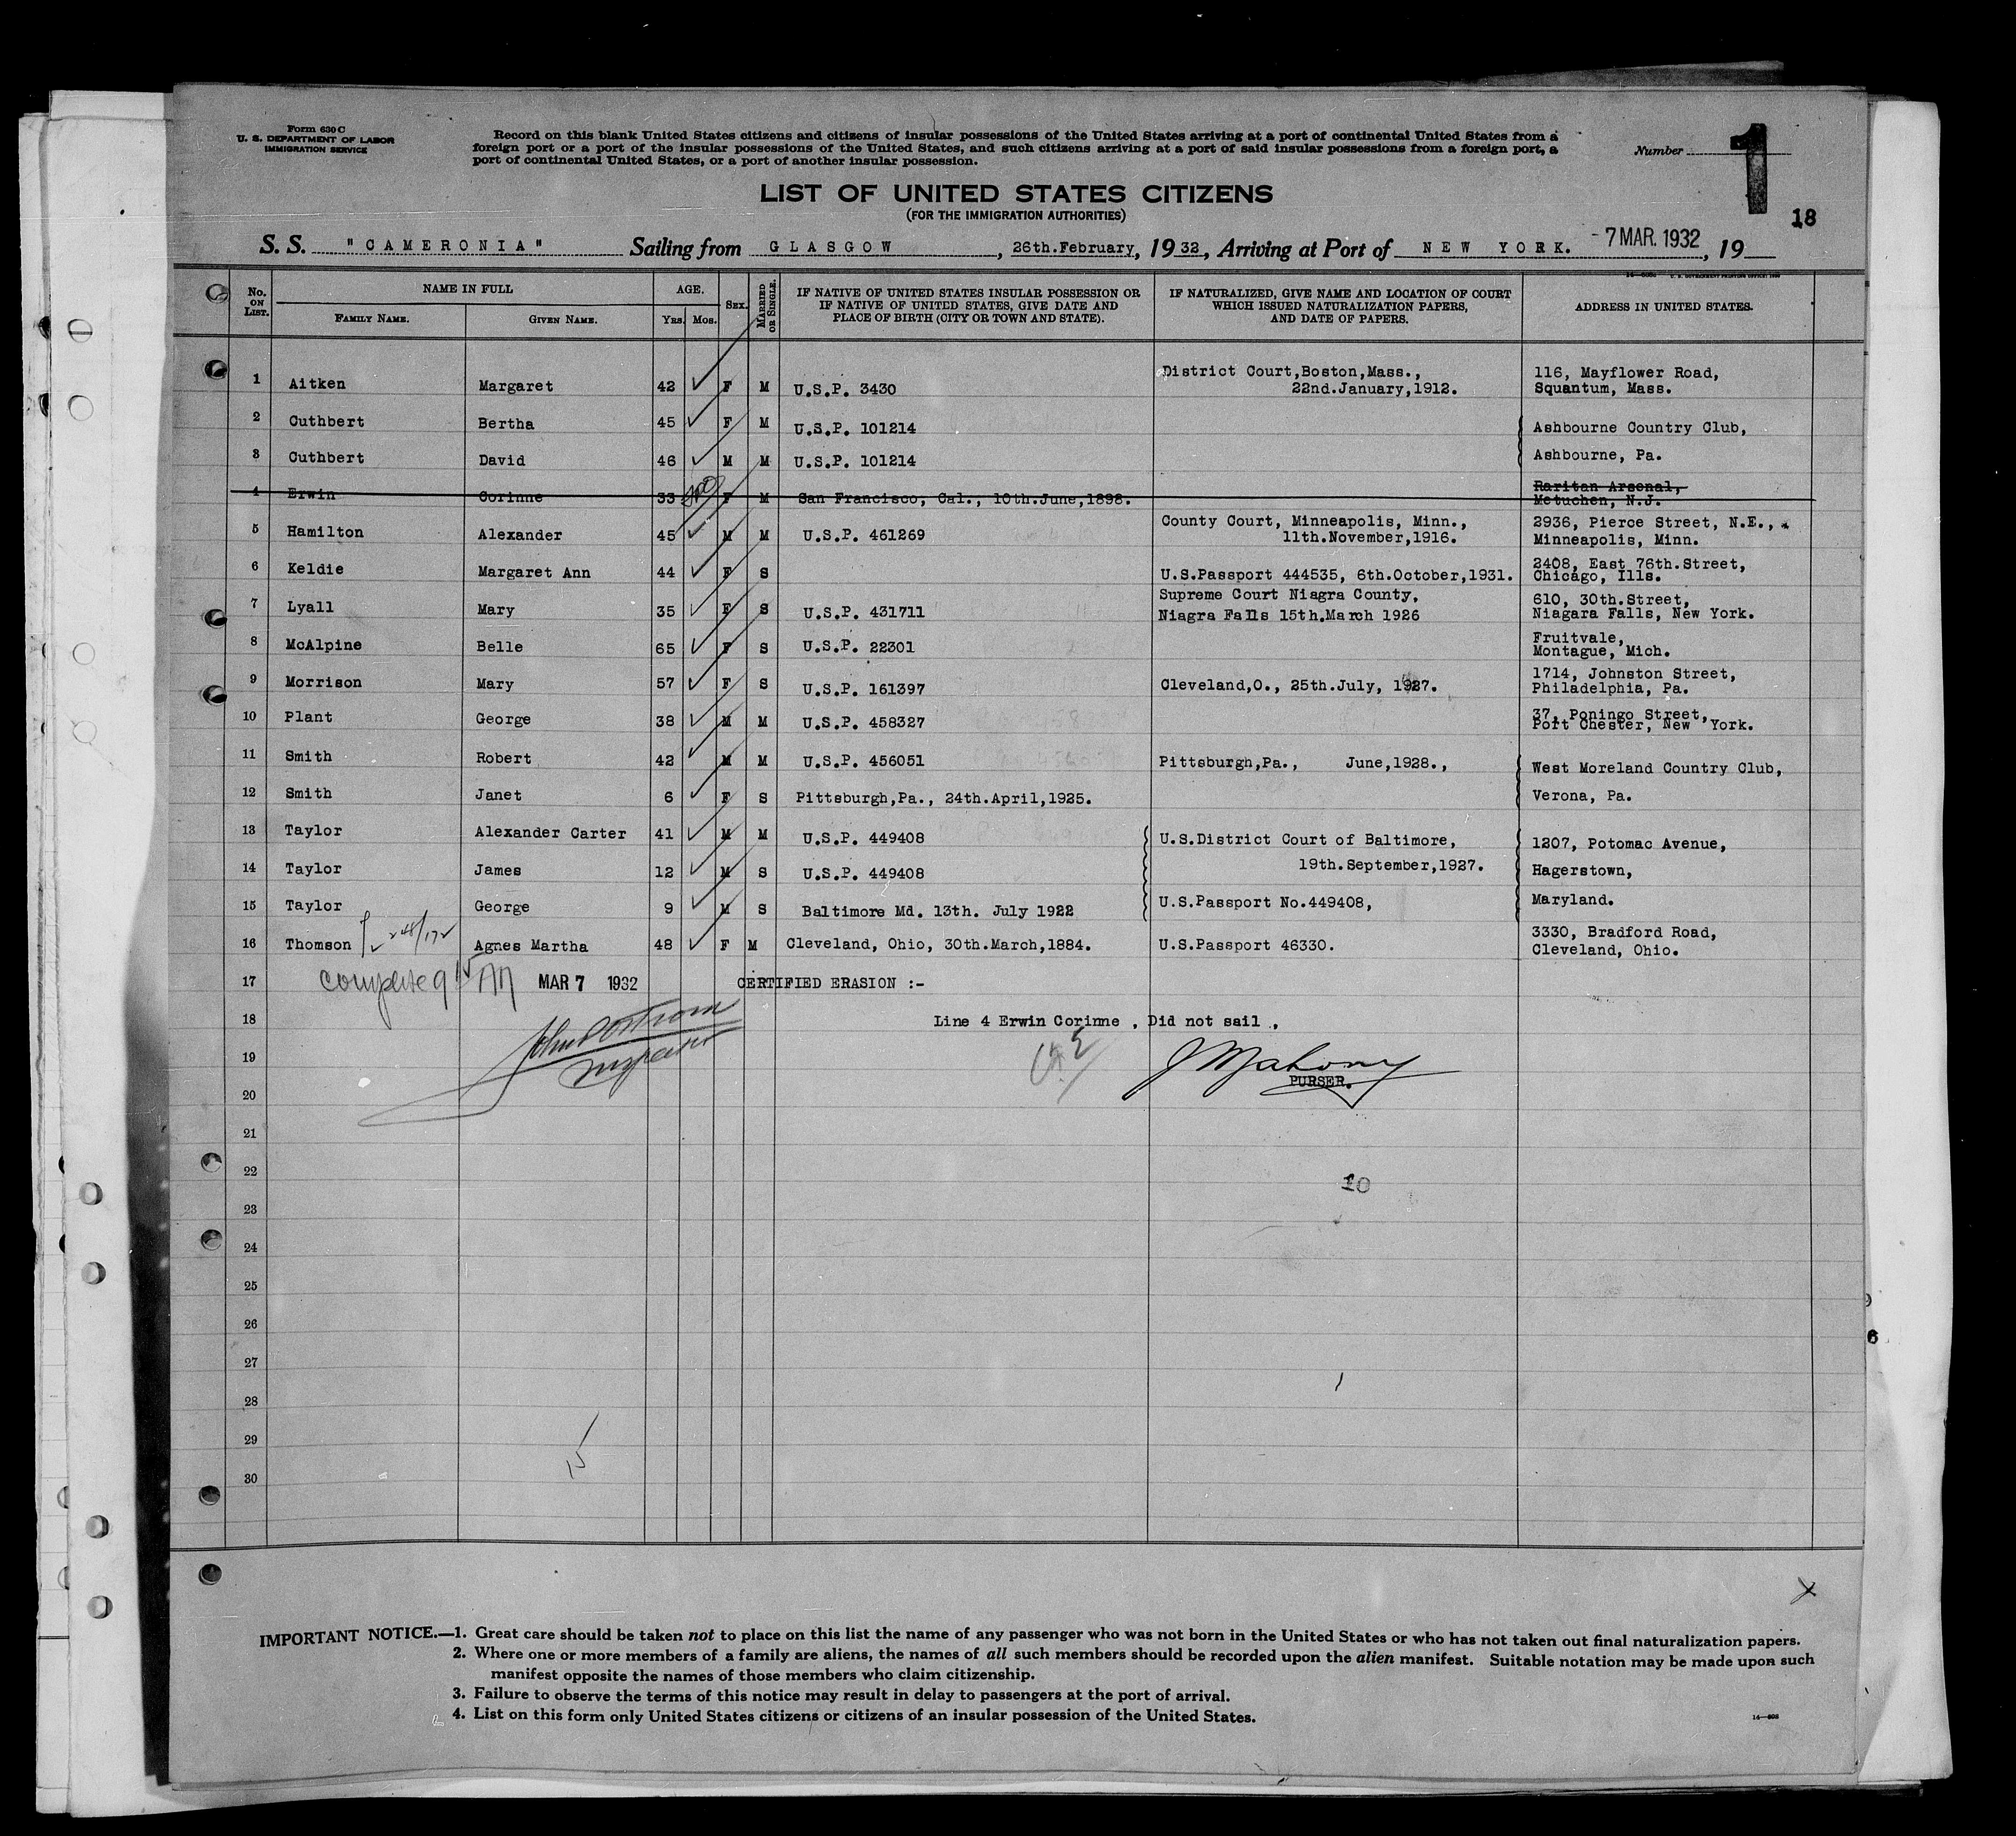 Form 630 C
U. S. DEPARTMENT OF LABOR
IMMIGRATION SERVICE
Record on this blank United States citizens and citizens of insular possessions of the United States arriving at a port of continental United States from a
foreign port or a port of the insular possessions of the United States, and such citizens arriving at a port of said insular possessions from a foreign port, a
port of continental United States, or a port of another insular possession.
Number 1
18
LIST OF UNITED STATES CITIZENS
(FOR THE IMMIGRATION AUTHORITIES)
S. S. "CAMERONIA" Sailing from GLASGOW, 26th.February, 1932, Arriving at Port of NEW YORK. -7 MAR. 1932, 19
No. ON LIST. NAME IN FULL FAMILY NAME. GIVEN NAME. AGE. Yrs. Mos. SEX. MARRIED OR SINGLE. IF NATIVE OF UNITED STATES INSULAR POSSESSION OR IF NATIVE OF UNITED STATES, GIVE DATE AND PLACE OF BIRTH (CITY OR TOWN AND STATE). IF NATURALIZED, GIVE NAME AND LOCATION OF COURT WHICH ISSUED NATURALIZATION PAPERS, AND DATE OF PAPERS. ADDRESS IN UNITED STATES.
1 Aitken Margaret 42 F M U.S.P. 3430 District Court,Boston,Mass., 22nd.January,1912. 116, Mayflower Road, Squantum, Mass.
2 Cuthbert Bertha 45 F M U.S.P. 101214 Ashbourne Country Club,
3 Cuthbert David 46 M M U.S.P. 101214 Ashbourne, Pa.
4 Erwin Corinne 33 F M San Francisco, Cal., 10th.June,1898. Raritan Arsenal, Metuchen, N.J.
5 Hamilton Alexander 45 M M U.S.P. 461269 County Court, Minneapolis, Minn., 11th.November,1916. 2936, Pierce Street, N.E., Minneapolis, Minn.
6 Keldie Margaret Ann 44 F S U.S.Passport 444535, 6th.October,1931. 2408, East 76th.Street, Chicago, Ills.
7 Lyall Mary 35 F S U.S.P. 431711 Supreme Court Niagra County, Niagra Falls 15th.March 1926 610, 30th.Street, Niagara Falls, New York.
8 McAlpine Belle 65 F S U.S.P. 22301 Fruitvale, Montague, Mich.
9 Morrison Mary 57 F S U.S.P. 161397 Cleveland,O., 25th.July, 1927. 1714, Johnston Street, Philadelphia, Pa.
10 Plant George 38 M M U.S.P. 458327 37, Poningo Street, Port Chester, New York.
11 Smith Robert 42 M M U.S.P. 456051 Pittsburgh,Pa., June,1928., West Moreland Country Club,
12 Smith Janet 6 F S Pittsburgh,Pa., 24th.April,1925. Verona, Pa.
13 Taylor Alexander Carter 41 M M U.S.P. 449408 U.S.District Court of Baltimore, 1207, Potomac Avenue,
14 Taylor James 12 M S U.S.P. 449408 19th.September,1927. Hagerstown,
15 Taylor George 9 M S Baltimore Md. 13th. July 1922 U.S.Passport No.449408, Maryland.
16 Thomson Agnes Martha 48 F M Cleveland, Ohio, 30th.March,1884. U.S.Passport 46330. 3330, Bradford Road, Cleveland, Ohio.
17 complete 9 15 AM MAR 7 1932 CERTIFIED ERASION :-
18 Line 4 Erwin Corinne , Did not sail ,
19 Inspector J Mahony
PURSER.
20
21
22
10
23
24
25
26
27
28
29
15
30
IMPORTANT NOTICE.—1. Great care should be taken not to place on this list the name of any passenger who was not born in the United States or who has not taken out final naturalization papers.
2. Where one or more members of a family are aliens, the names of all such members should be recorded upon the alien manifest. Suitable notation may be made upon such
manifest opposite the names of those members who claim citizenship.
3. Failure to observe the terms of this notice may result in delay to passengers at the port of arrival.
4. List on this form only United States citizens or citizens of an insular possession of the United States.